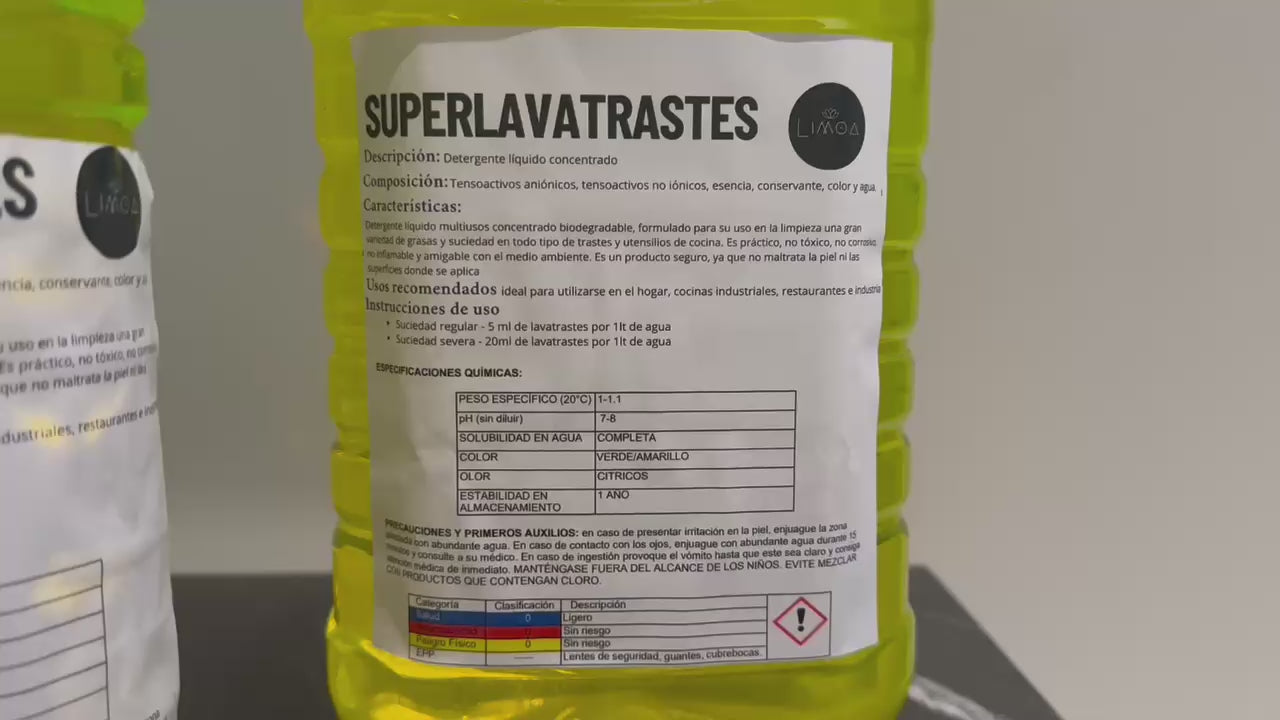 SUPERLAVATRASTES
LIMOA
Descripción: Detergente líquido concentrado
Composición: Tensoactivos aniónicos, tensoactivos no iónicos, esencia, conservante, color y agua.
Características:
Detergente líquido multiusos concentrado biodegradable, formulado para su uso en la limpieza una gran
variedad de grasas y suciedad en todo tipo de trastes y utensilios de cocina. Es práctico, no tóxico, no corrosivo,
no inflamable y amigable con el medio ambiente. Es un producto seguro, ya que no maltrata la piel ni las
superficies donde se aplica
Usos recomendados ideal para utilizarse en el hogar, cocinas industriales, restaurantes e industria
Instrucciones de uso
• Suciedad regular - 5 ml de lavatrastes por 1lt de agua
• Suciedad severa - 20ml de lavatrastes por 1lt de agua
ESPECIFICACIONES QUÍMICAS:
PESO ESPECÍFICO (20°C) 1-1.1
pH (sin diluir) 7-8
SOLUBILIDAD EN AGUA COMPLETA
COLOR VERDE/AMARILLO
OLOR CITRICOS
ESTABILIDAD EN 1 AÑO
ALMACENAMIENTO
PRECAUCIONES Y PRIMEROS AUXILIOS: en caso de presentar irritación en la piel, enjuague la zona
afectada con abundante agua. En caso de contacto con los ojos, enjuague con abundante agua durante 15
minutos y consulte a su médico. En caso de ingestión provoque el vómito hasta que este sea claro y consiga
atención médica de inmediato. MANTÉNGASE FUERA DEL ALCANCE DE LOS NIÑOS. EVITE MEZCLAR
CON PRODUCTOS QUE CONTENGAN CLORO.
Categoría Clasificación Descripción
Salud 0 Ligero
0 Sin riesgo
Peligro Físico 0 Sin riesgo
EPP Lentes de seguridad, guantes, cubrebocas.
AS
LIMOA
encia, conservante, color y a
u uso en la limpieza una gran
Es práctico, no tóxico, no corrosi
que no maltrata la piel ni las
dustriales, restaurantes e indu